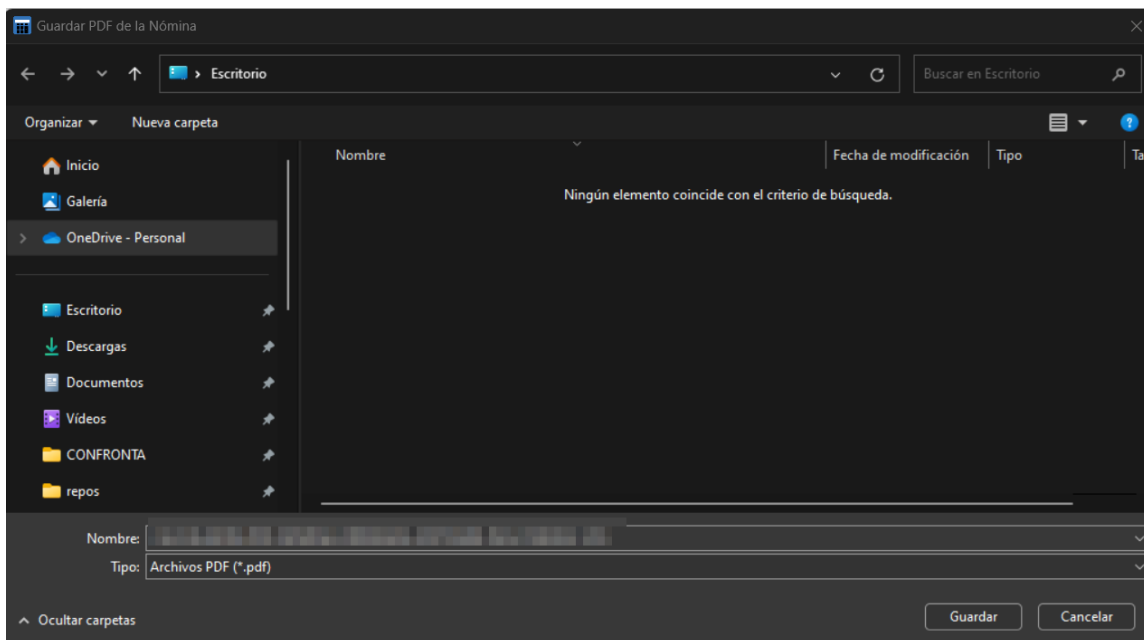 Guardar PDF de la Nómina
Escritorio
Buscar en Escritorio
Organizar
Nueva carpeta
Inicio
Galería
OneDrive - Personal
Escritorio
Descargas
Documentos
Vídeos
CONFRONTA
repos
Nombre
Fecha de modificación
Tipo
Ta
Ningún elemento coincide con el criterio de búsqueda.
Nombre:
Tipo: Archivos PDF (*.pdf)
Ocultar carpetas
Guardar
Cancelar